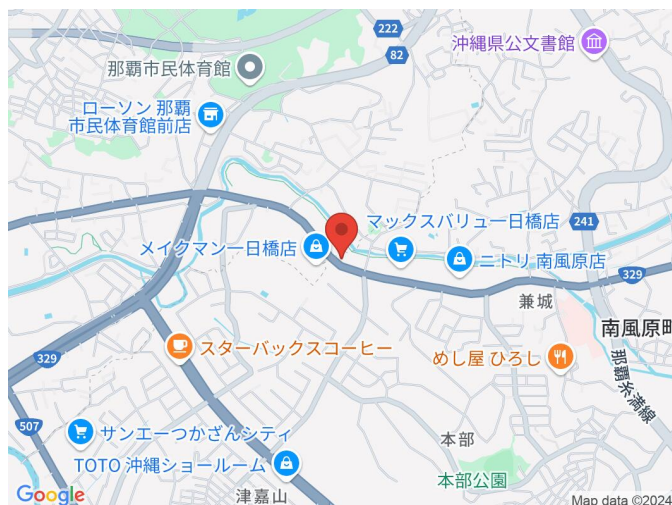 222
82
沖縄県公文書館
那覇市民体育館
ローソン 那覇
市民体育館前店
マックスバリュ一日橋店
241
メイクマン一日橋店
ニトリ 南風原店
329
兼城
南風原町
スターバックスコーヒー
めし屋 ひろし
那覇糸満線
329
507
サンエーつかざんシティ
本部
TOTO 沖縄ショールーム
本部公園
津嘉山
Google
Map data ©2024